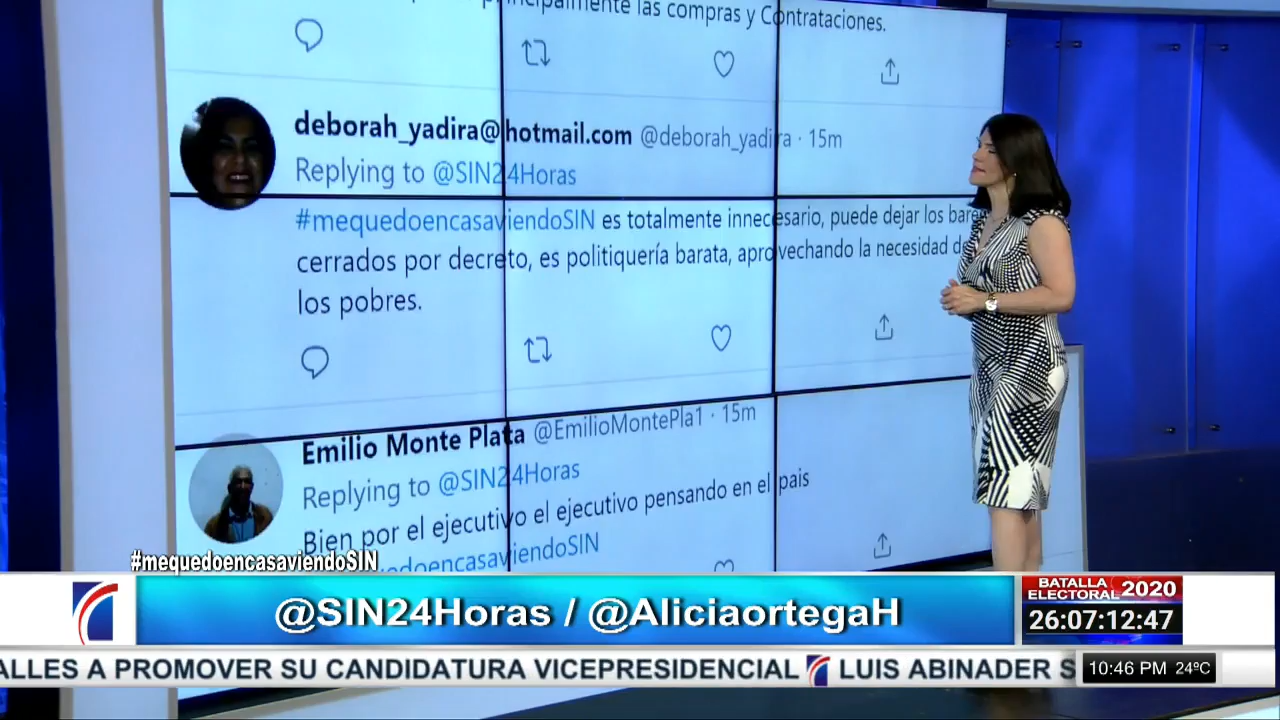 principalmente las compras y Contrataciones.
deborah_yadira@hotmail.com @deborah_yadira · 15m
Replying to @SIN24Horas
#mequedoencasaviendoSIN es totalmente innecesario, puede dejar los
cerrados por decreto, es politiquería barata, aprovechando la necesidad de
los pobres.
Emilio Monte Plata @EmilioMontePla1 · 15m
Replying to @SIN24Horas
Bien por el ejecutivo el ejecutivo pensando en el pais
#mequedoencasaviendoSIN
@SIN24Horas / @AliciaortegaH
BATALLA
ELECTORAL 2020
26:07:12:47
ALLES A PROMOVER SU CANDIDATURA VICEPRESIDENCIAL LUIS ABINADER S
10:46 PM 24ºC